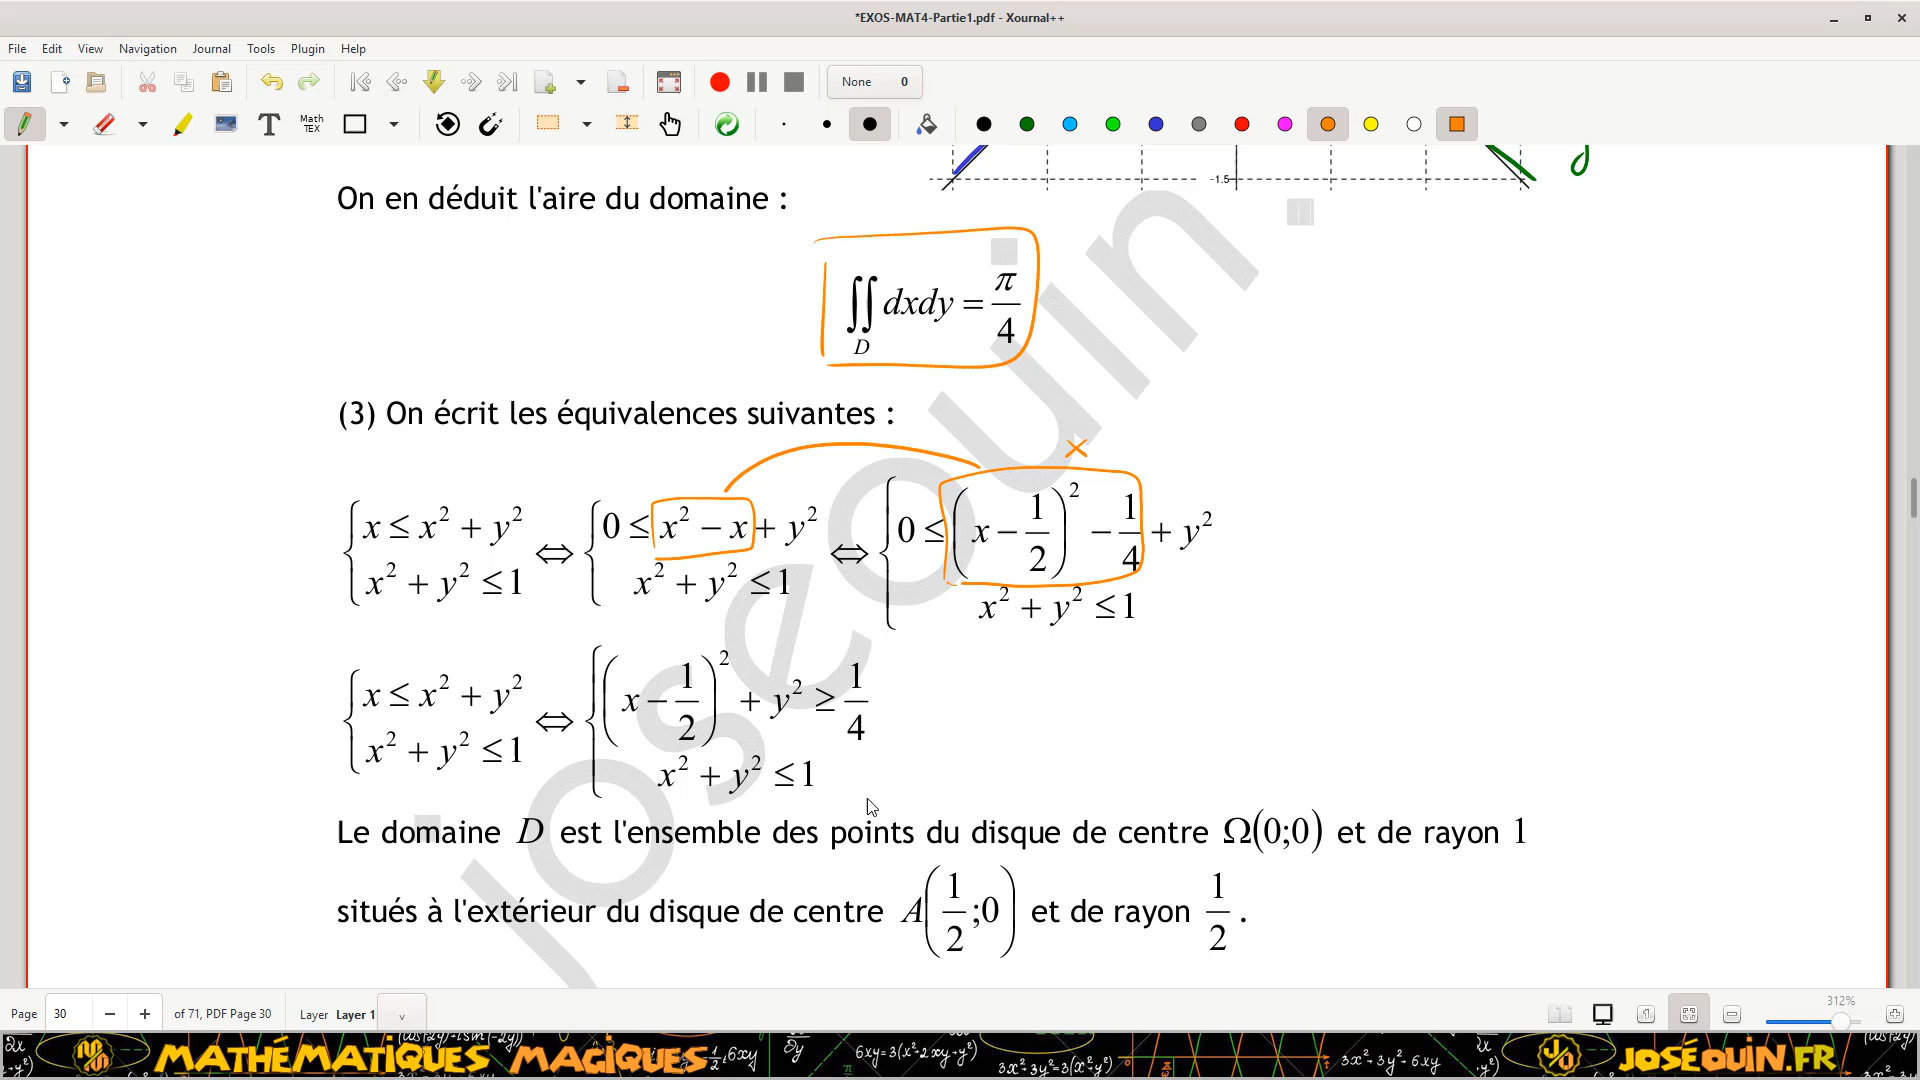 *EXOS-MAT4-Partie1.pdf - Xournal++
File Edit View Navigation Journal Tools Plugin Help
None 0
Math TEX
-1.5
On en déduit l'aire du domaine :
∬_D dxdy = π/4
(3) On écrit les équivalences suivantes :
{ x ≤ x² + y² ; x² + y² ≤ 1 ⇔ { 0 ≤ x² − x + y² ; x² + y² ≤ 1 ⇔ { 0 ≤ (x − 1/2)² − 1/4 + y² ; x² + y² ≤ 1
{ x ≤ x² + y² ; x² + y² ≤ 1 ⇔ { (x − 1/2)² + y² ≥ 1/4 ; x² + y² ≤ 1
Le domaine D est l'ensemble des points du disque de centre Ω(0;0) et de rayon 1
situés à l'extérieur du disque de centre A(1/2;0) et de rayon 1/2 .
Page 30 of 71, PDF Page 30 Layer Layer 1 312%
MATHÉMATIQUES MAGIQUES JOSÉOUIN.FR